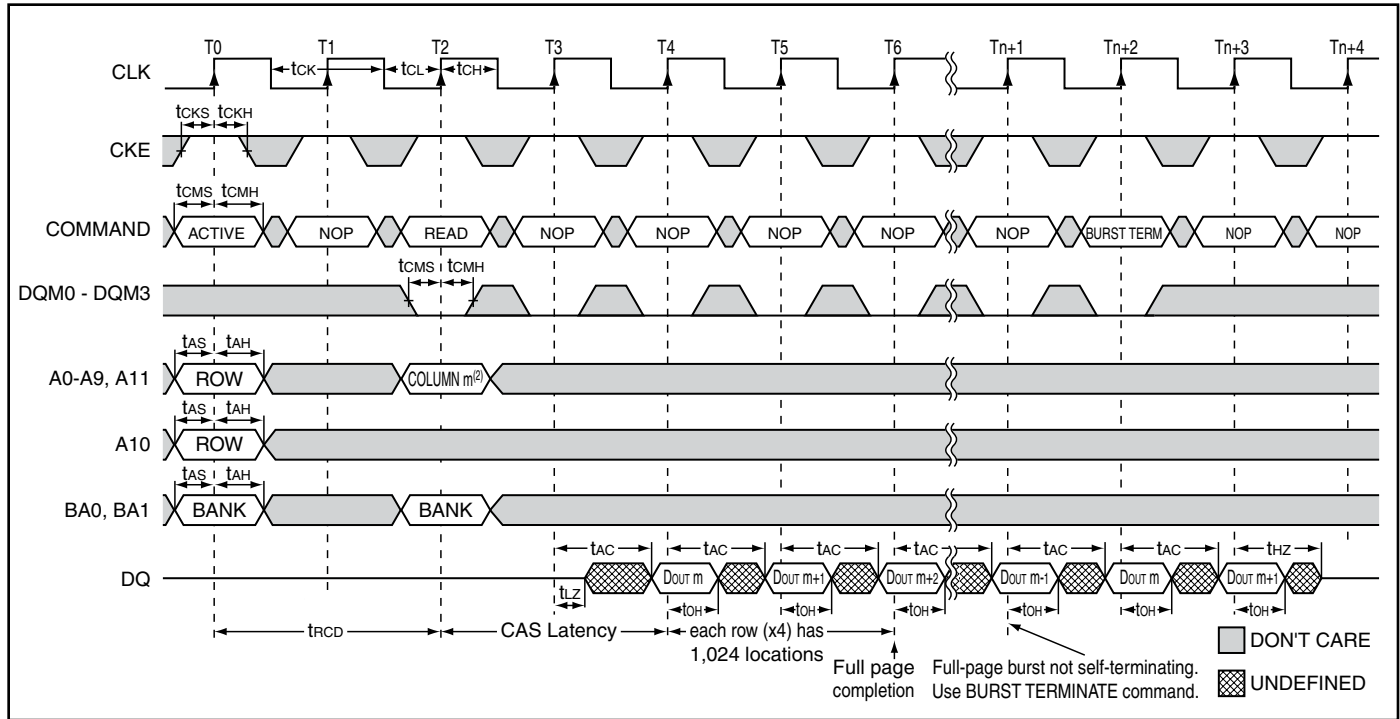 T0 T1 T2 T3 T4 T5 T6 Tn+1 Tn+2 Tn+3 Tn+4
CLK tCK tCL tCH
tCKS tCKH
CKE
tCMS tCMH
COMMAND ACTIVE NOP READ NOP NOP NOP NOP NOP BURST TERM NOP NOP
tCMS tCMH
DQM0 - DQM3
tAS tAH
A0-A9, A11 ROW COLUMN m(2)
tAS tAH
A10 ROW
tAS tAH
BA0, BA1 BANK BANK
tAC tAC tAC tAC tAC tAC tHZ
DQ DOUT m DOUT m+1 DOUT m+2 DOUT m-1 DOUT m DOUT m+1
tLZ tOH tOH tOH tOH tOH tOH
tRCD CAS Latency each row (x4) has
1,024 locations
Full page
completion
Full-page burst not self-terminating.
Use BURST TERMINATE command.
DON'T CARE
UNDEFINED